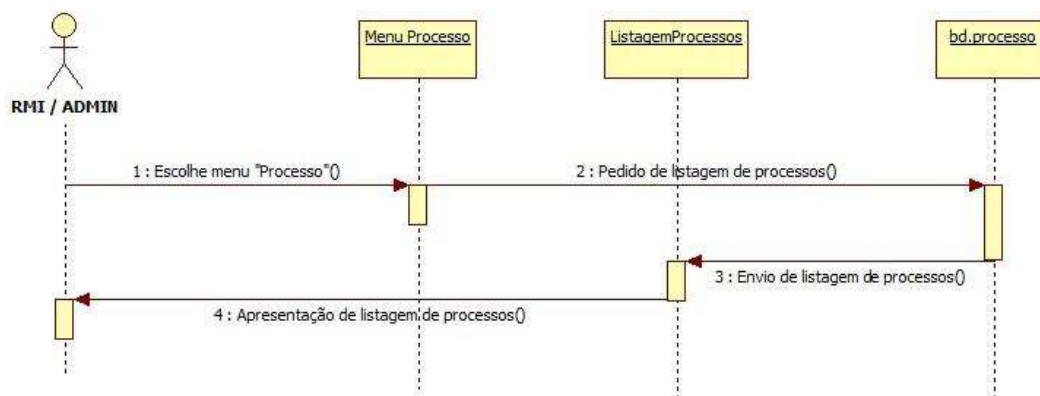 Menu Processo
ListagemProcessos
bd.processo
RMI / ADMIN
1 : Escolhe menu "Processo"()
2 : Pedido de listagem de processos()
3 : Envio de listagem de processos()
4 : Apresentação de listagem de processos()